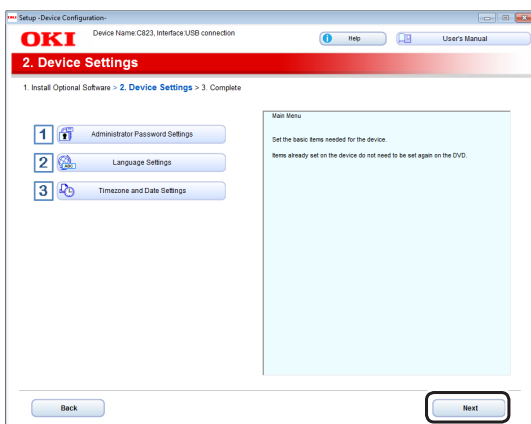 OKI Setup -Device Configuration-
OKI
Device Name:C823, Interface:USB connection
Help
User's Manual
2. Device Settings
1. Install Optional Software > 2. Device Settings > 3. Complete
1 Administrator Password Settings
2 Language Settings
3 Timezone and Date Settings
Main Menu
Set the basic items needed for the device.
Items already set on the device do not need to be set again on the DVD.
Back
Next